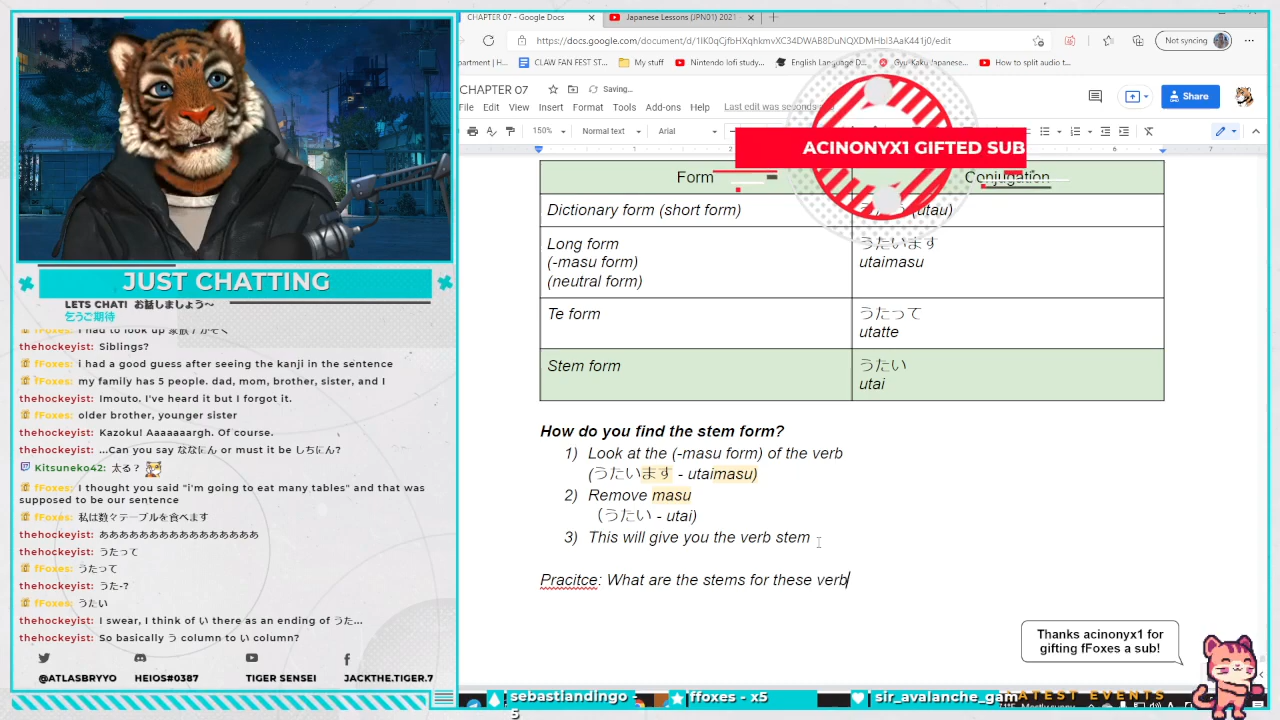 JUST CHATTING
LETS CHAT! お話しましょう〜
乞うご期待
thehockeyist: Siblings?
fFoxes: i had a good guess after seeing the kanji in the sentence
fFoxes: my family has 5 people. dad, mom, brother, sister, and I
thehockeyist: Imouto. I've heard it but I forgot it.
fFoxes: older brother, younger sister
thehockeyist: Kazoku! Aaaaaaargh. Of course.
thehockeyist: ...Can you say ななにん or must it be しちにん?
Kitsuneko42: 太る?
fFoxes: I thought you said "i'm going to eat many tables" and that was
supposed to be our sentence
fFoxes: 私は数々テーブルを食べます
thehockeyist: ああああああああああああああああ
thehockeyist: うたって
fFoxes: うたって
thehockeyist: うた-?
fFoxes: うたい
thehockeyist: I swear, I think of い there as an ending of うた...
thehockeyist: So basically う column to い column?
@ATLASBRYYO HEIOS#0387 TIGER SENSEI JACKTHE.TIGER.7
CHAPTER 07 - Google Docs
Japanese Lessons (JPN01) 2021
https://docs.google.com/document/d/1IK0qCjfbHXqhkmvXC34DWAB8DuNQXDMHbI3AaK441j0/edit
Not syncing
partment | H...
CLAW FAN FEST ST...
My stuff
Nintendo lofi study...
English Languag
Gyu-Kaku Japanese...
How to split audio t...
CHAPTER 07
Saving...
File
View Insert Format Tools Add-ons Help
Share
150% Normal text Arial
ACINONYX1 GIFTED SUB
Form Conjugation
Dictionary form (short form)
(utau)
Long form
(-masu form)
(neutral form)
うたいます
utaimasu
Te form
うたって
utatte
Stem form
うたい
utai
How do you find the stem form?
1) Look at the (-masu form) of the verb
(うたいます - utaimasu)
2) Remove masu
(うたい - utai)
3) This will give you the verb stem
Pracitce: What are the stems for these verb
Thanks acinonyx1 for
gifting fFoxes a sub!
sebastiandingo -
5
ffoxes - x5
sir_avalanche_gam